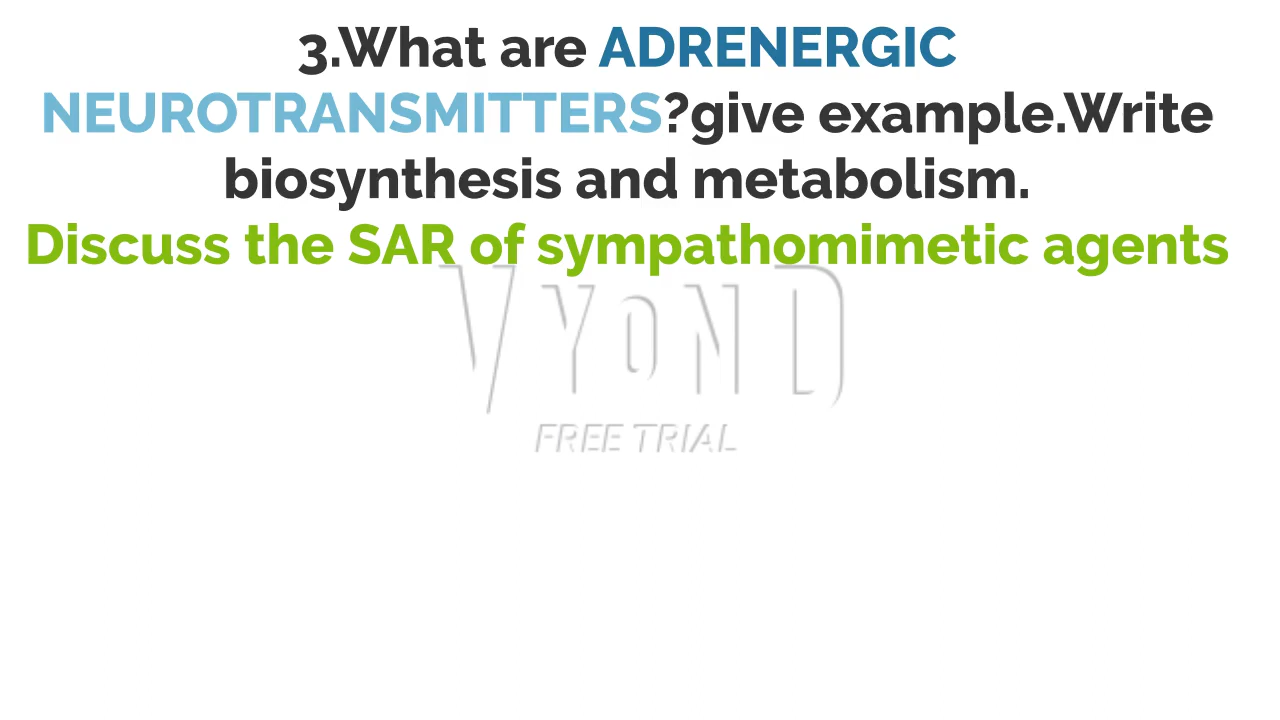 3.What are ADRENERGIC
NEUROTRANSMITTERS?give example.Write
biosynthesis and metabolism.
Discuss the SAR of sympathomimetic agents
VYOND
FREE TRIAL